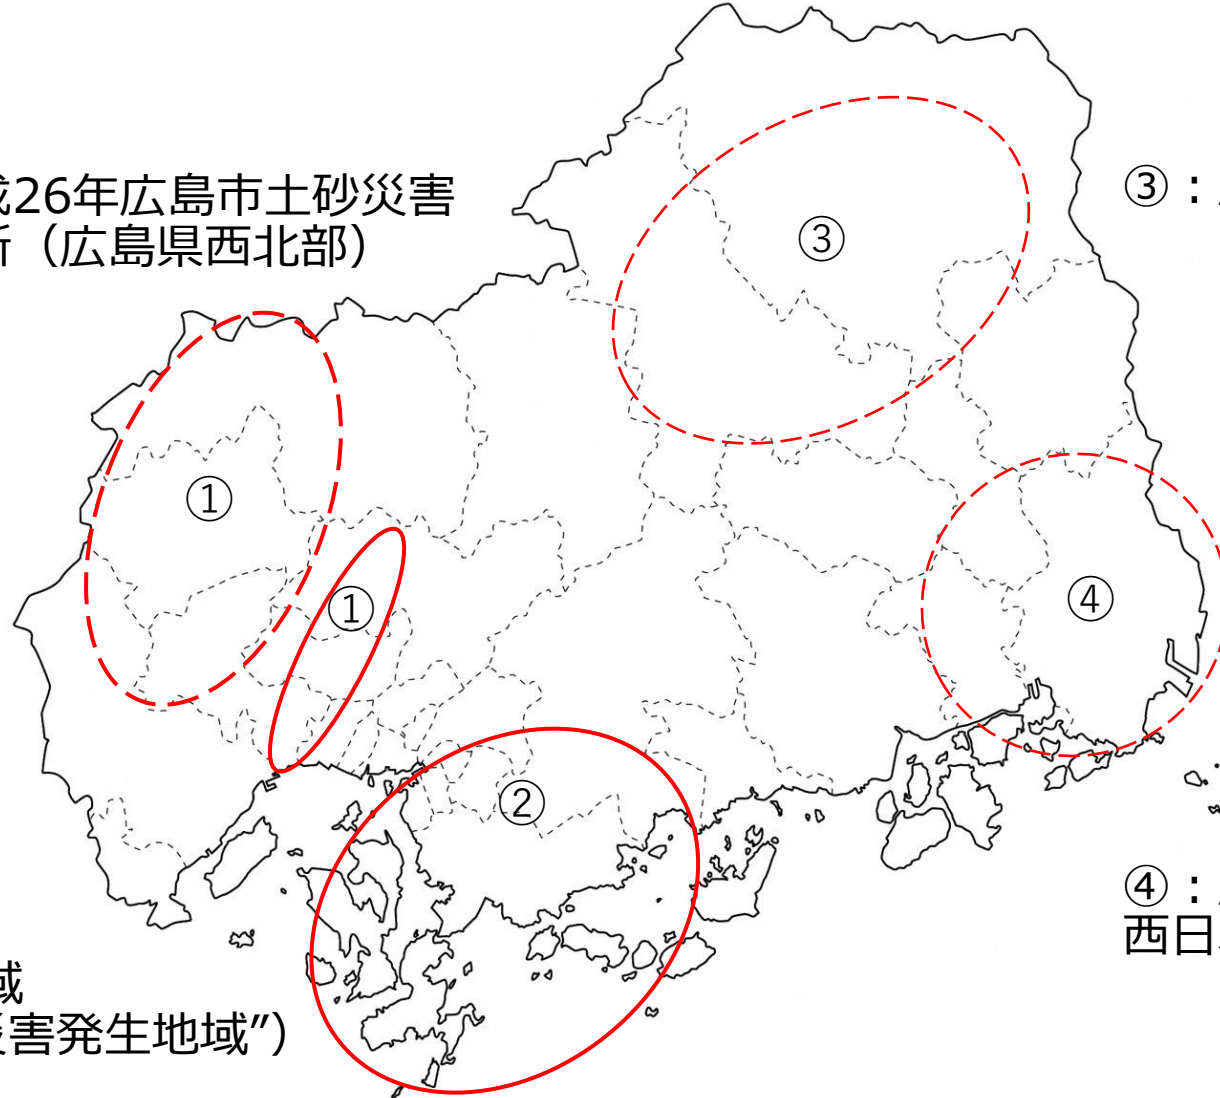 成26年広島市土砂災害
所（広島県西北部）
③：
③
①
①
④
②
④：
西日
域
災害発生地域”）